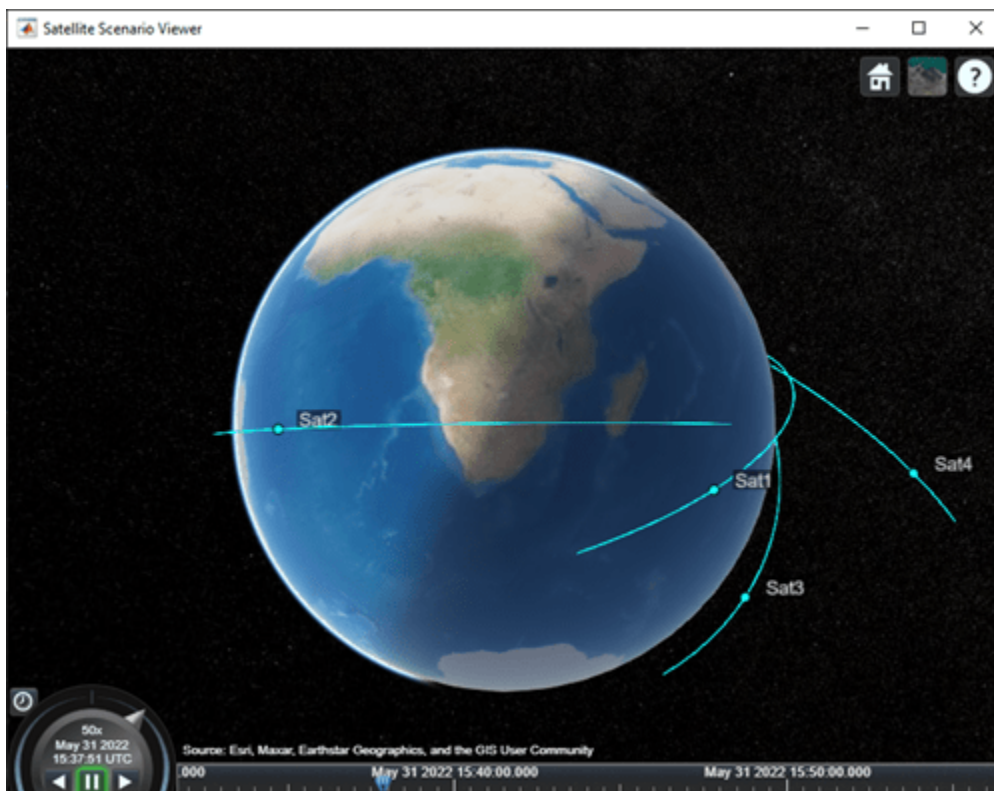 Satellite Scenario Viewer
?
Sat2
Sat4
Sat1
Sat3
50x
May 31 2022
15:37:51 UTC
Source: Esri, Maxar, Earthstar Geographics, and the GIS User Community
.000
May 31 2022 15:40:00.000
May 31 2022 15:50:00.000